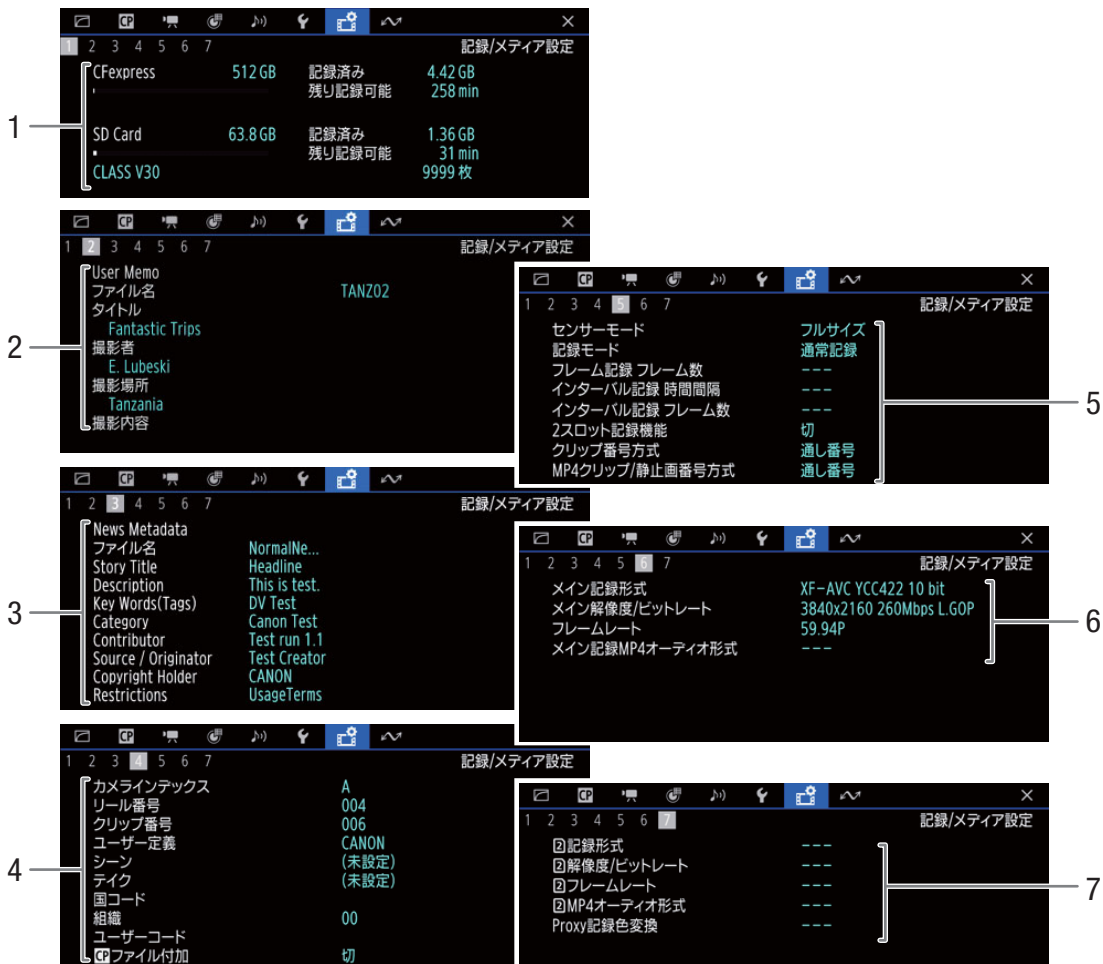 CP
1 2 3 4 5 6 7 記録/メディア設定
CFexpress 512 GB 記録済み 4.42 GB
残り記録可能 258 min
1
SD Card 63.8 GB 記録済み 1.36 GB
残り記録可能 31 min
CLASS V30 9999 枚
CP
1 2 3 4 5 6 7 記録/メディア設定
User Memo
ファイル名 TANZ02
タイトル
Fantastic Trips
2
撮影者
E. Lubeski
撮影場所
Tanzania
撮影内容
CP
1 2 3 4 5 6 7 記録/メディア設定
News Metadata
ファイル名 NormalNe...
Story Title Headline
Description This is test.
Key Words(Tags) DV Test
3
Category Canon Test
Contributor Test run 1.1
Source / Originator Test Creator
Copyright Holder CANON
Restrictions UsageTerms
CP
1 2 3 4 5 6 7 記録/メディア設定
カメラインデックス A
リール番号 004
クリップ番号 006
ユーザー定義 CANON
4
シーン (未設定)
テイク (未設定)
国コード
組織 00
ユーザーコード
CPファイル付加 切
CP
1 2 3 4 5 6 7 記録/メディア設定
センサーモード フルサイズ
記録モード 通常記録
フレーム記録 フレーム数 ---
インターバル記録 時間間隔 ---
5
インターバル記録 フレーム数 ---
2スロット記録機能 切
クリップ番号方式 通し番号
MP4クリップ/静止画番号方式 通し番号
CP
1 2 3 4 5 6 7 記録/メディア設定
メイン記録形式 XF-AVC YCC422 10 bit
メイン解像度/ビットレート 3840x2160 260Mbps L.GOP
6
フレームレート 59.94P
メイン記録MP4オーディオ形式 ---
CP
1 2 3 4 5 6 7 記録/メディア設定
2記録形式 ---
2解像度/ビットレート ---
2フレームレート ---
7
2MP4オーディオ形式 ---
Proxy記録色変換 ---